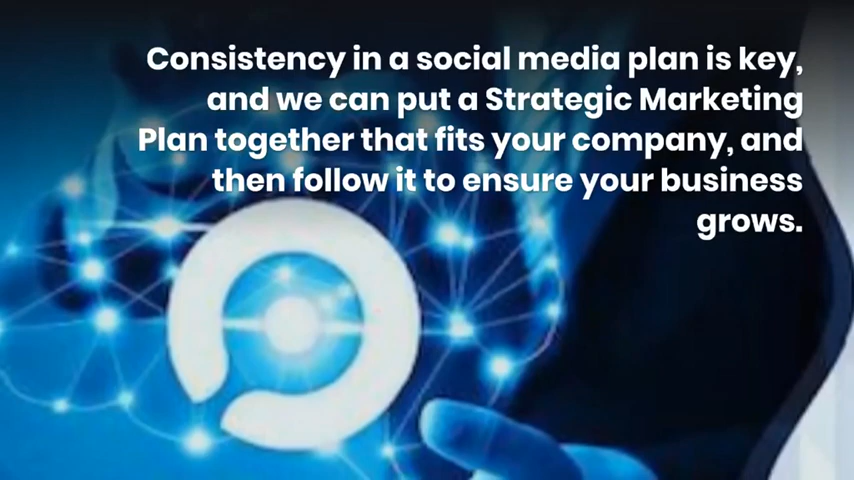 Consistency in a social media plan is key,
and we can put a Strategic Marketing
Plan together that fits your company, and
then follow it to ensure your business
grows.